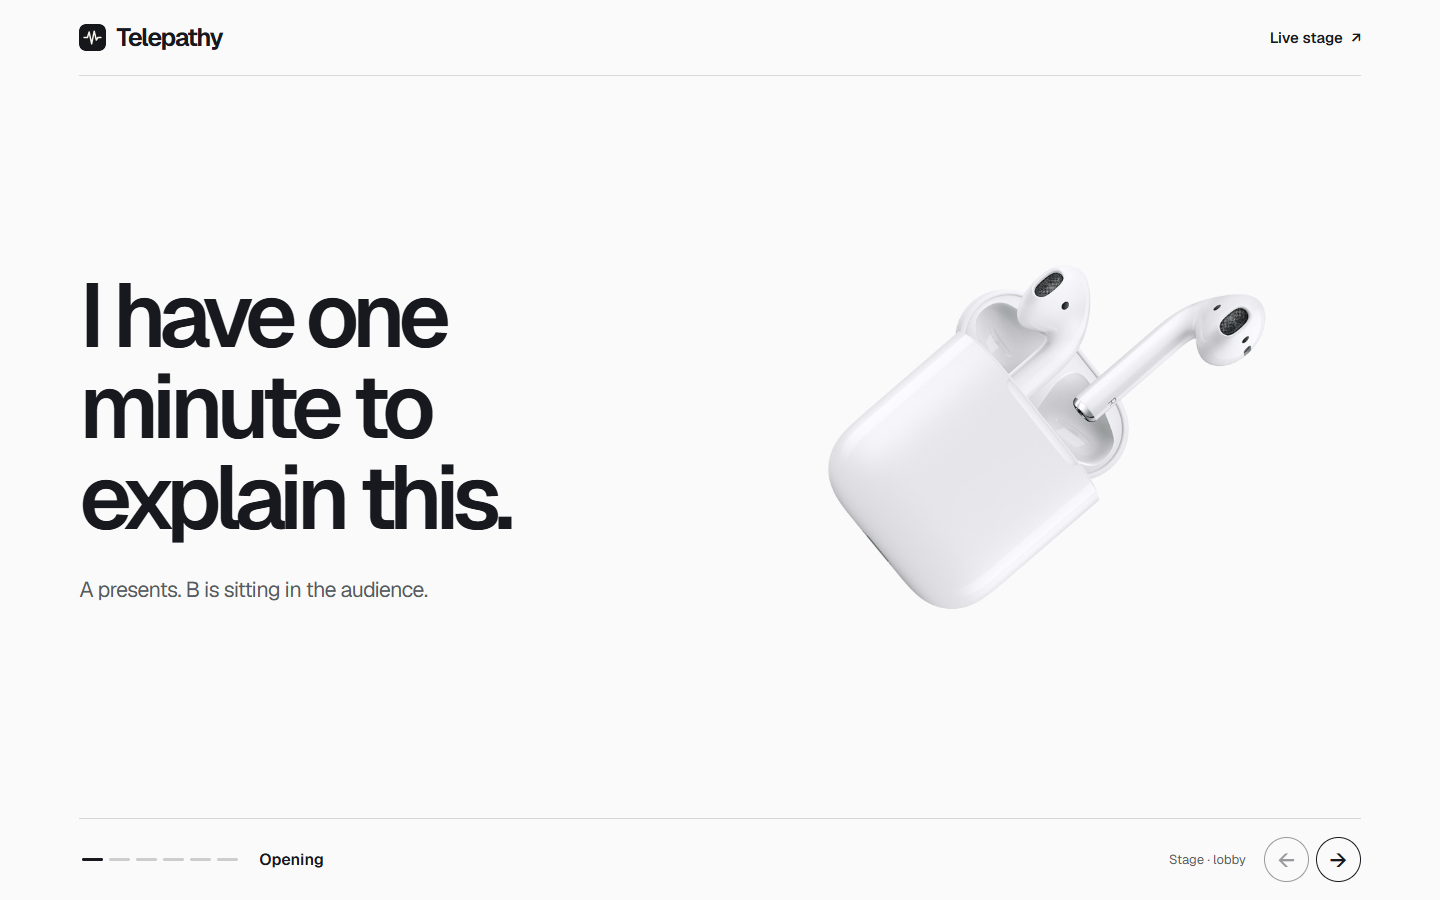 Telepathy
Live stage ↗
I have one
minute to
explain this.
A presents. B is sitting in the audience.
Opening
Stage · lobby